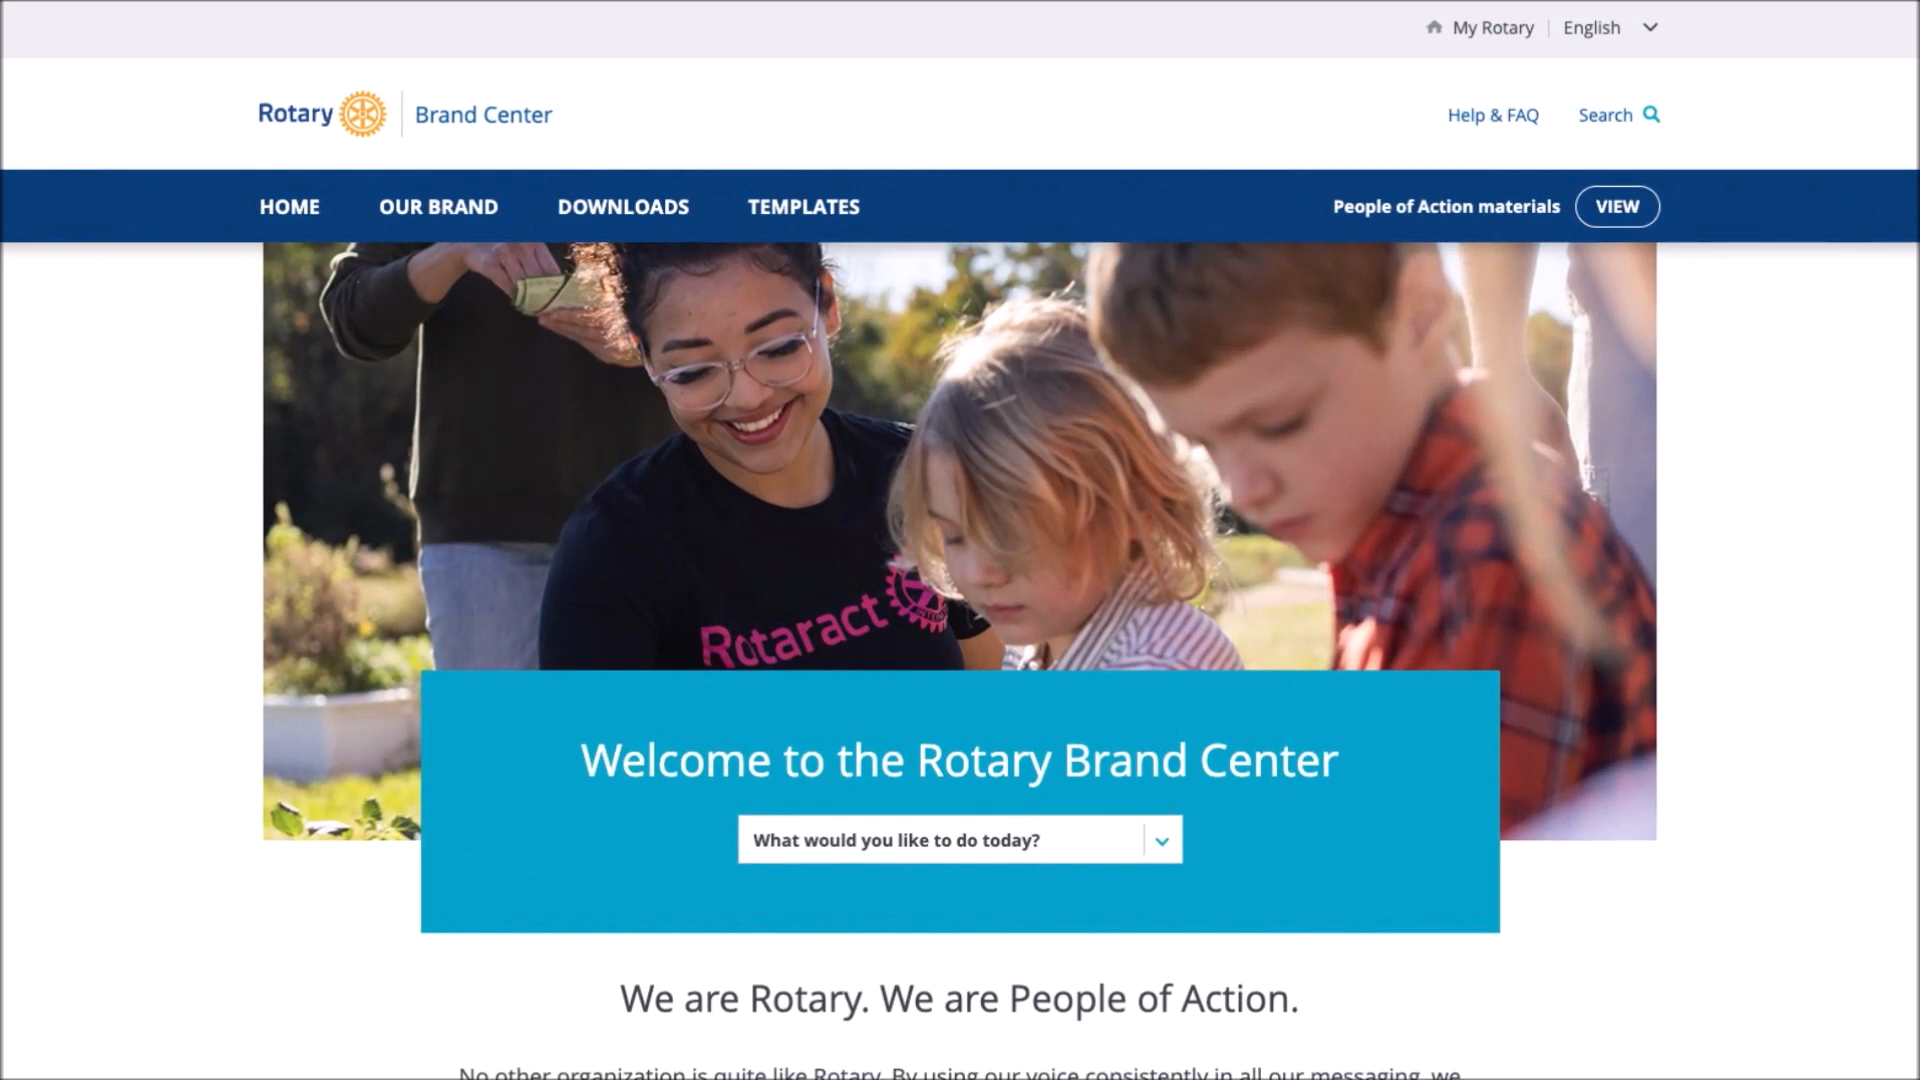 My Rotary
English
Rotary
Brand Center
Help & FAQ
Search
HOME
OUR BRAND
DOWNLOADS
TEMPLATES
People of Action materials
VIEW
Rotaract
Welcome to the Rotary Brand Center
What would you like to do today?
We are Rotary. We are People of Action.
No other organization is quite like Rotary. By using our voice consistently in all our messaging, we